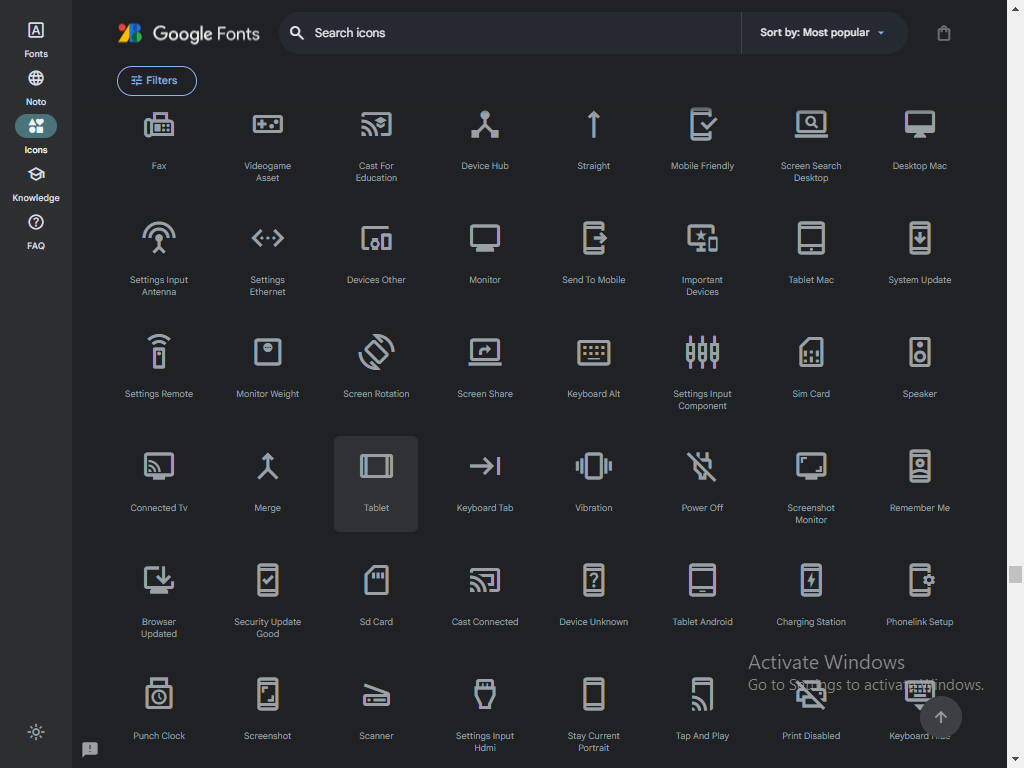 Fonts
Noto
Icons
Knowledge
FAQ
Google Fonts
Search icons
Sort by: Most popular
Filters
Fax
Videogame
Asset
Cast For
Education
Device Hub
Straight
Mobile Friendly
Screen Search
Desktop
Desktop Mac
Settings Input
Antenna
Settings
Ethernet
Devices Other
Monitor
Send To Mobile
Important
Devices
Tablet Mac
System Update
Settings Remote
Monitor Weight
Screen Rotation
Screen Share
Keyboard Alt
Settings Input
Component
Sim Card
Speaker
Connected Tv
Merge
Tablet
Keyboard Tab
Vibration
Power Off
Screenshot
Monitor
Remember Me
Browser
Updated
Security Update
Good
Sd Card
Cast Connected
Device Unknown
Tablet Android
Charging Station
Phonelink Setup
Punch Clock
Screenshot
Scanner
Settings Input
Hdmi
Stay Current
Portrait
Tap And Play
Print Disabled
Keyboard Hide
Activate Windows
Go to Settings to activate Windows.